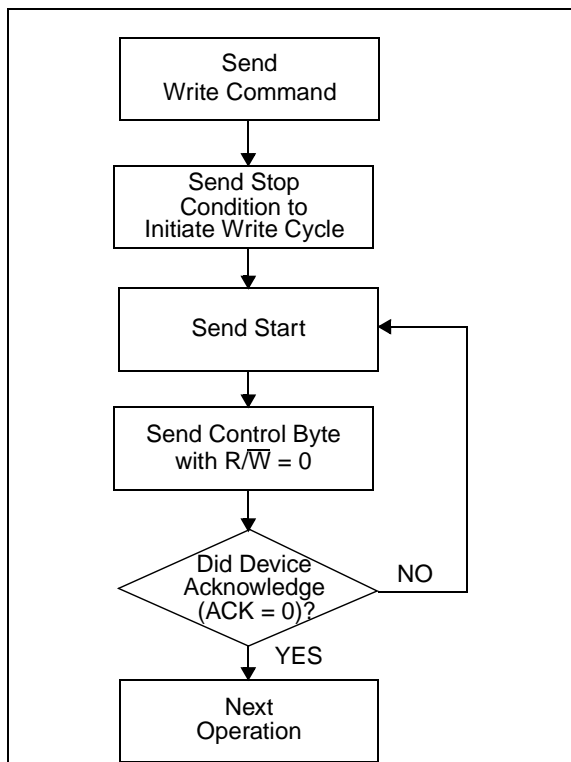 Send
Write Command
Send Stop
Condition to
Initiate Write Cycle
Send Start
Send Control Byte
with R/W̅ = 0
Did Device
Acknowledge
(ACK = 0)?
NO
YES
Next
Operation